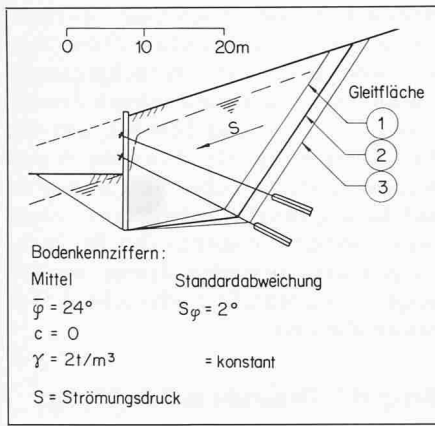 0 10 20m
Gleitfläche
1
S
2
3
Bodenkennziffern:
Mittel Standardabweichung
φ̅ = 24° Sφ = 2°
c = 0
γ = 2t/m³ = konstant
S = Strömungsdruck